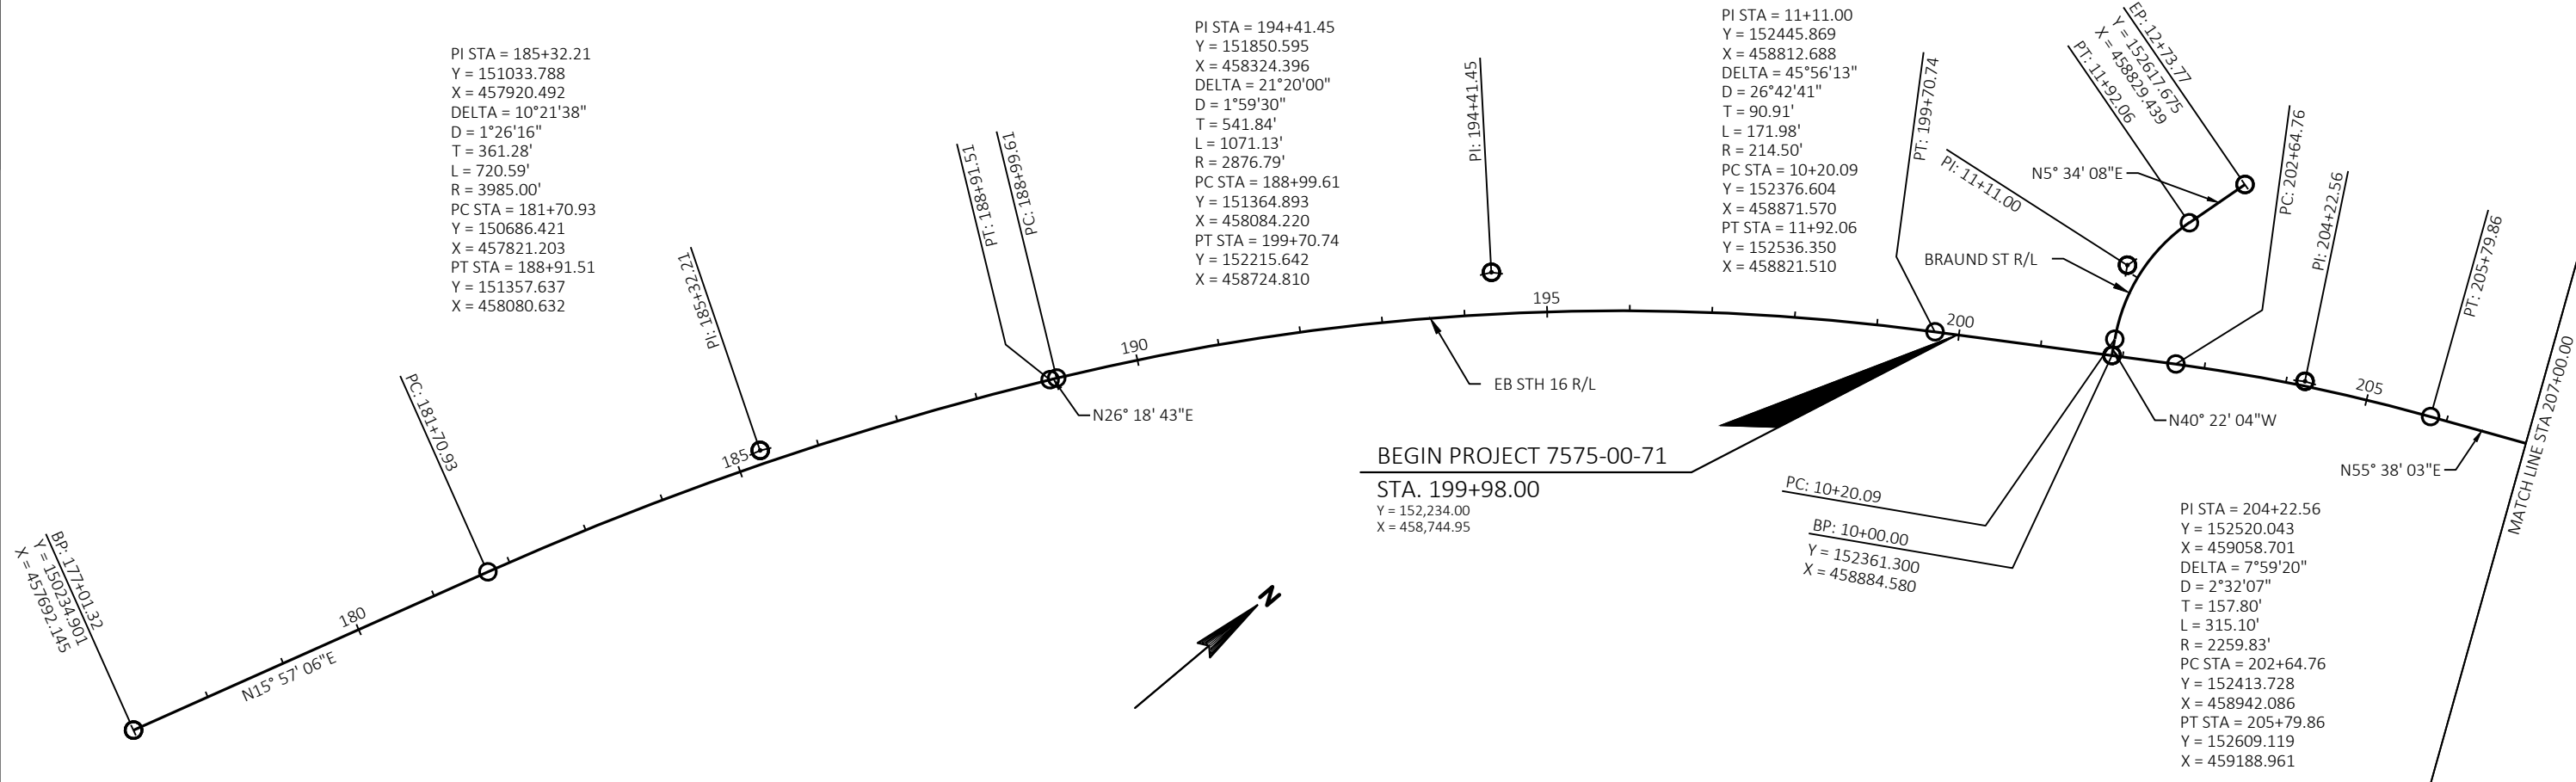 PI STA = 185+32.21
Y = 151033.788
X = 457920.492
DELTA = 10°21'38"
D = 1°26'16"
T = 361.28'
L = 720.59'
R = 3985.00'
PC STA = 181+70.93
Y = 150686.421
X = 457821.203
PT STA = 188+91.51
Y = 151357.637
X = 458080.632
PI STA = 194+41.45
Y = 151850.595
X = 458324.396
DELTA = 21°20'00"
D = 1°59'30"
T = 541.84'
L = 1071.13'
R = 2876.79'
PC STA = 188+99.61
Y = 151364.893
X = 458084.220
PT STA = 199+70.74
Y = 152215.642
X = 458724.810
PI STA = 11+11.00
Y = 152445.869
X = 458812.688
DELTA = 45°56'13"
D = 26°42'41"
T = 90.91'
L = 171.98'
R = 214.50'
PC STA = 10+20.09
Y = 152376.604
X = 458871.570
PT STA = 11+92.06
Y = 152536.350
X = 458821.510
BP: 177+01.32
Y = 150234.901
X = 457692.145
180
N15° 57' 06"E
PC: 181+70.93
185
PI: 185+32.21
PT: 188+91.51
PC: 188+99.61
N26° 18' 43"E
190
PI: 194+41.45
195
EB STH 16 R/L
PT: 199+70.74
200
BEGIN PROJECT 7575-00-71
STA. 199+98.00
Y = 152,234.00
X = 458,744.95
N
PI: 11+11.00
BRAUND ST R/L
N5° 34' 08"E
PT: 11+92.06
EP: 12+73.77
Y = 152617.675
X = 458829.439
PC: 202+64.76
PI: 204+22.56
PT: 205+79.86
205
N40° 22' 04"W
PC: 10+20.09
BP: 10+00.00
Y = 152361.300
X = 458884.580
N55° 38' 03"E
MATCH LINE STA 207+00.00
PI STA = 204+22.56
Y = 152520.043
X = 459058.701
DELTA = 7°59'20"
D = 2°32'07"
T = 157.80'
L = 315.10'
R = 2259.83'
PC STA = 202+64.76
Y = 152413.728
X = 458942.086
PT STA = 205+79.86
Y = 152609.119
X = 459188.961